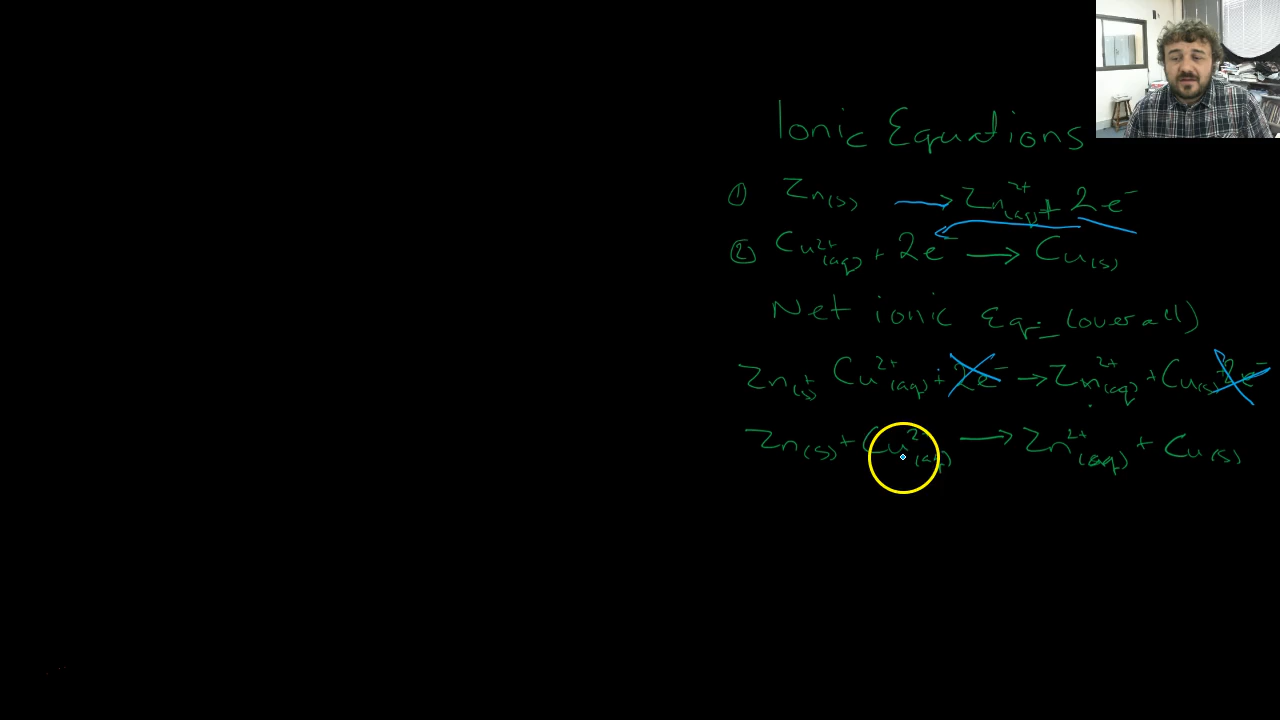 Ionic Equations
① Zn(s) → Zn²⁺(aq) + 2e⁻
② Cu²⁺(aq) + 2e⁻ → Cu(s)
Net ionic Eq- (overall)
Zn(s) + Cu²⁺(aq) + 2e⁻ → Zn²⁺(aq) + Cu(s) + 2e⁻
Zn(s) + Cu²⁺(aq) → Zn²⁺(aq) + Cu(s)